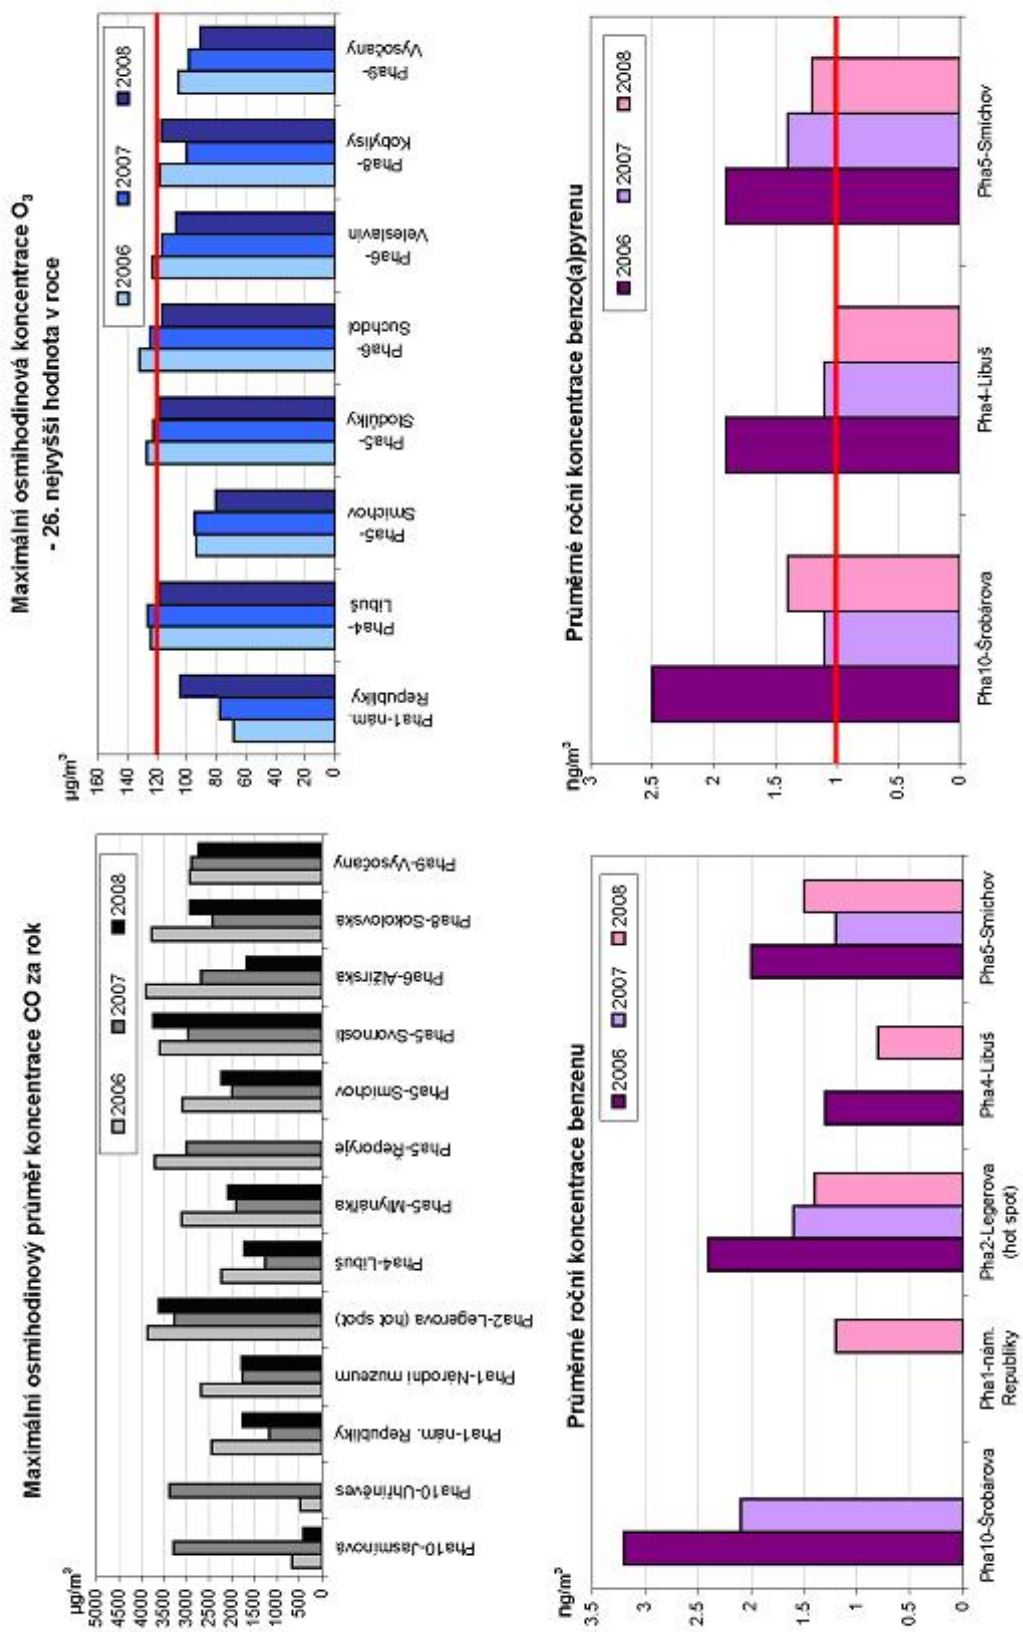 Maximální osmihodinový průměr koncentrace CO za rok
µg/m³
5000
4500
4000
3500
3000
2500
2000
1500
1000
500
0
2006 2007 2008
Pha10-Jasmínová
Pha10-Uhříněves
Pha1-nám. Republiky
Pha1-Národní muzeum
Pha2-Legerova (hot spot)
Pha4-Libuš
Pha5-Mlynářka
Pha5-Řeporyje
Pha5-Smíchov
Pha5-Svornosti
Pha6-Alžírská
Pha8-Sokolovská
Pha9-Vysočany
Maximální osmihodinová koncentrace O₃
- 26. nejvyšší hodnota v roce
µg/m³
160
140
120
100
80
60
40
20
0
2006 2007 2008
Pha1-nám.
Republiky
Pha4-
Libuš
Pha5-
Smíchov
Pha5-
Stodůlky
Pha6-
Suchdol
Pha6-
Veleslavín
Pha8-
Kobylisy
Pha9-
Vysočany
Průměrné roční koncentrace benzenu
ng/m³
3.5
3
2.5
2
1.5
1
0.5
0
2006 2007 2008
Pha10-Šrobárova
Pha1-nám.
Republiky
Pha2-Legerova
(hot spot)
Pha4-Libuš
Pha5-Smíchov
Průměrné roční koncentrace benzo(a)pyrenu
ng/m³
3
2.5
2
1.5
1
0.5
0
2006 2007 2008
Pha10-Šrobárova
Pha4-Libuš
Pha5-Smíchov